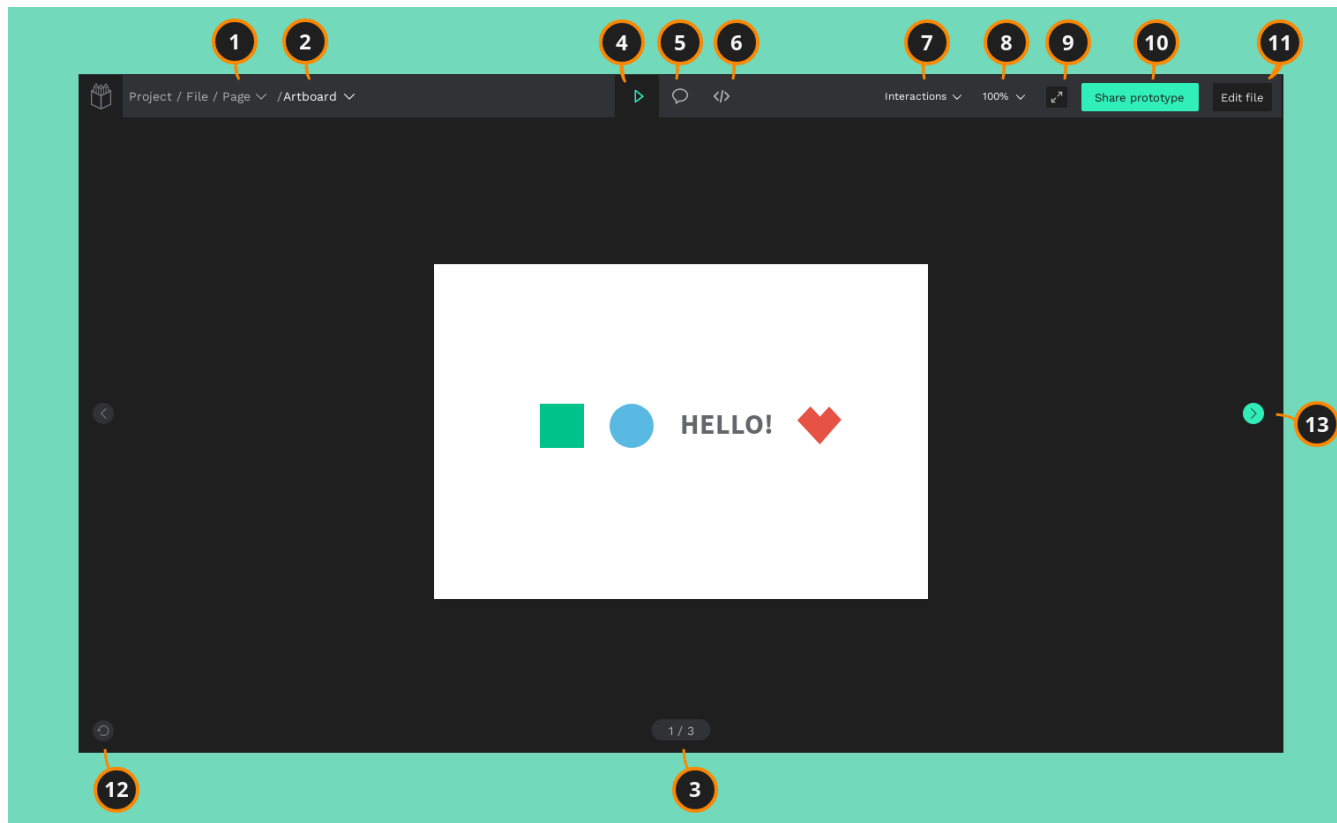 1 2 4 5 6 7 8 9 10 11
Project / File / Page /Artboard </> Interactions 100% Share prototype Edit file
HELLO!
13
1 / 3
12 3